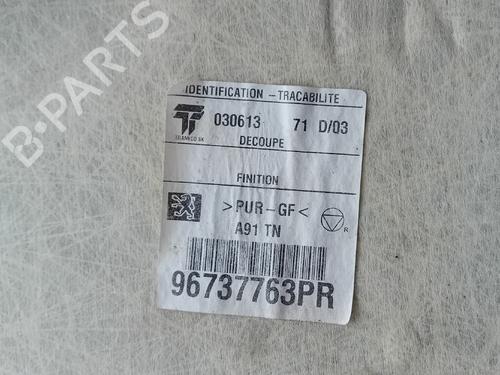 IDENTIFICATION -TRACABILITE
030613 71 D/03
DECOUPE
FINITION
>PUR-GF<
R
A91 TN
96737763PR
B-PARTS